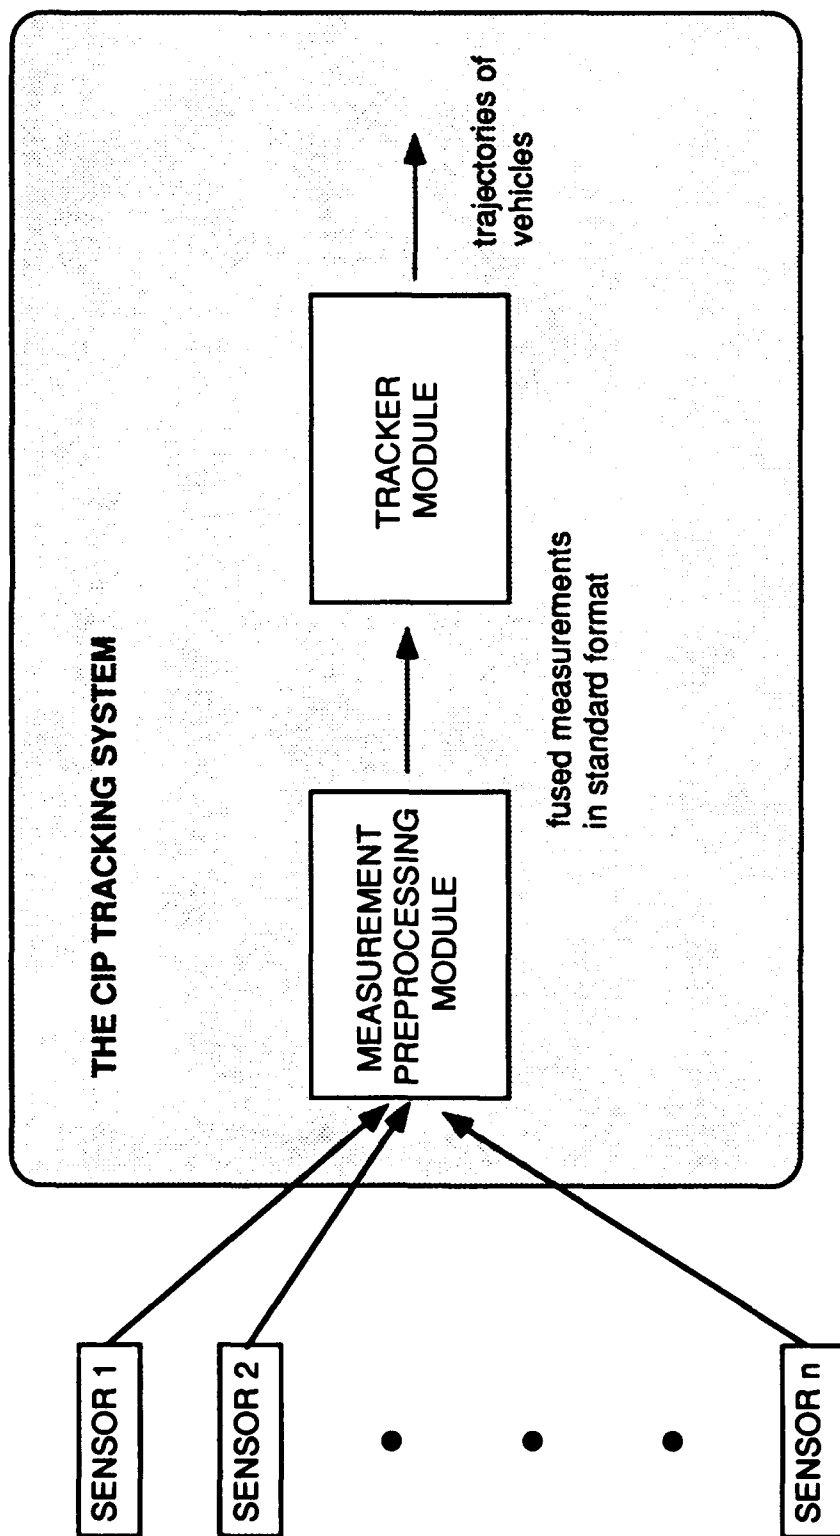 THE CIP TRACKING SYSTEM
SENSOR 1
SENSOR 2
SENSOR n
MEASUREMENT
PREPROCESSING
MODULE
fused measurements
in standard format
TRACKER
MODULE
trajectories of
vehicles